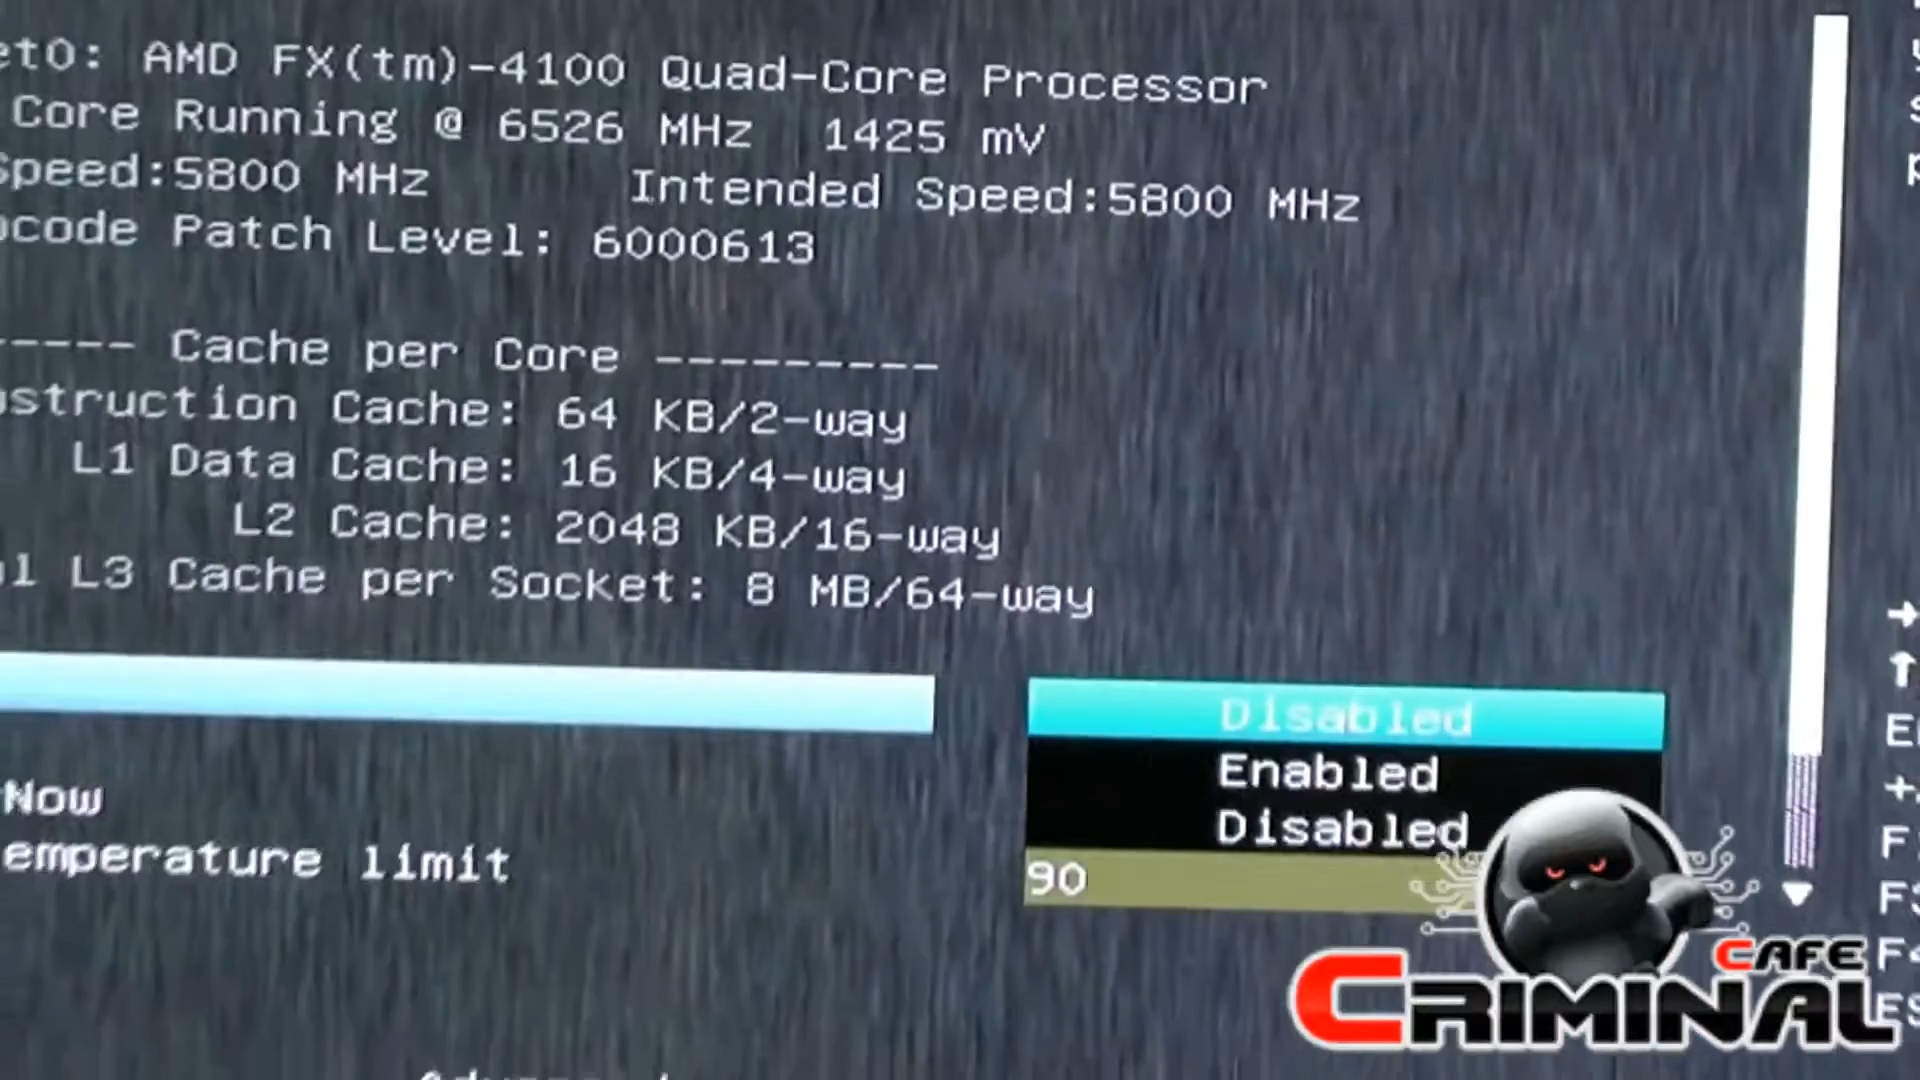 et0: AMD FX(tm)-4100 Quad-Core Processor
Core Running @ 6526 MHz 1425 mV
Speed:5800 MHz Intended Speed:5800 MHz
ocode Patch Level: 6000613
----- Cache per Core ---------
struction Cache: 64 KB/2-way
L1 Data Cache: 16 KB/4-way
L2 Cache: 2048 KB/16-way
al L3 Cache per Socket: 8 MB/64-way
Disabled
Enabled
Now Disabled
emperature limit 90
F4
CAFE
CRIMINAL